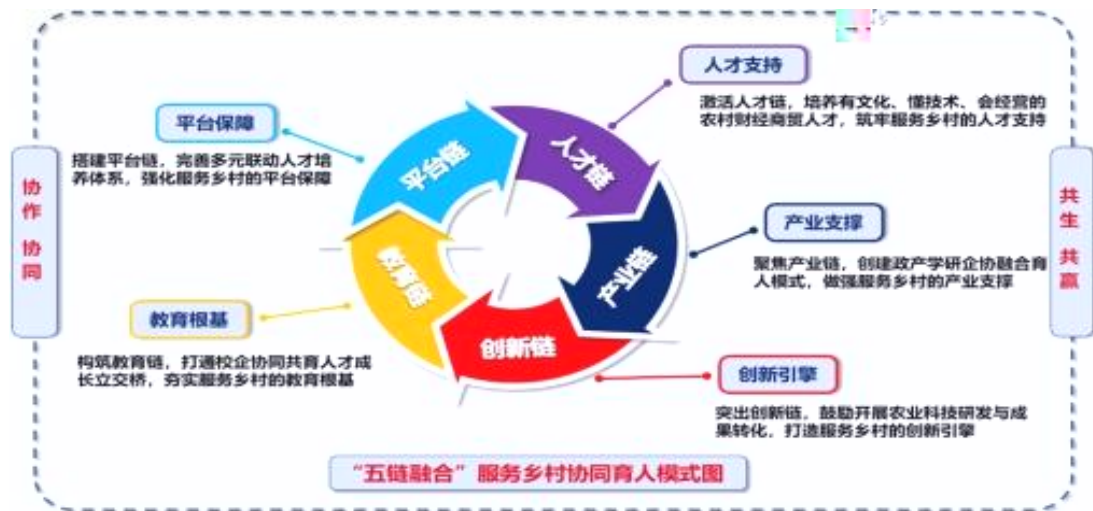 人才支持
激活人才链，培养有文化、懂技术、会经营的
农村财经商贸人才，筑牢服务乡村的人才支持
平台保障
搭建平台链，完善多元联动人才培
养体系，强化服务乡村的平台保障
平台链
人才链
协作 协同
共生 共赢
产业支撑
聚焦产业链，创建政产学研企协融合育
人模式，做强服务乡村的产业支撑
教育链
产业链
创新链
教育根基
构筑教育链，打通校企协同共育人才成
长立交桥，夯实服务乡村的教育根基
创新引擎
突出创新链，鼓励开展农业科技研发与成
果转化，打造服务乡村的创新引擎
“五链融合”服务乡村协同育人模式图